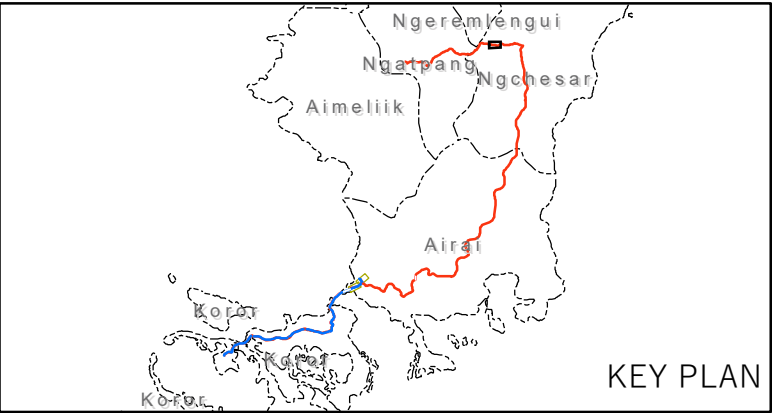 Ngeremlengui
Ngatpang
Ngchesar
Aimeliik
Airai
Koror
Koror
Koror
KEY PLAN